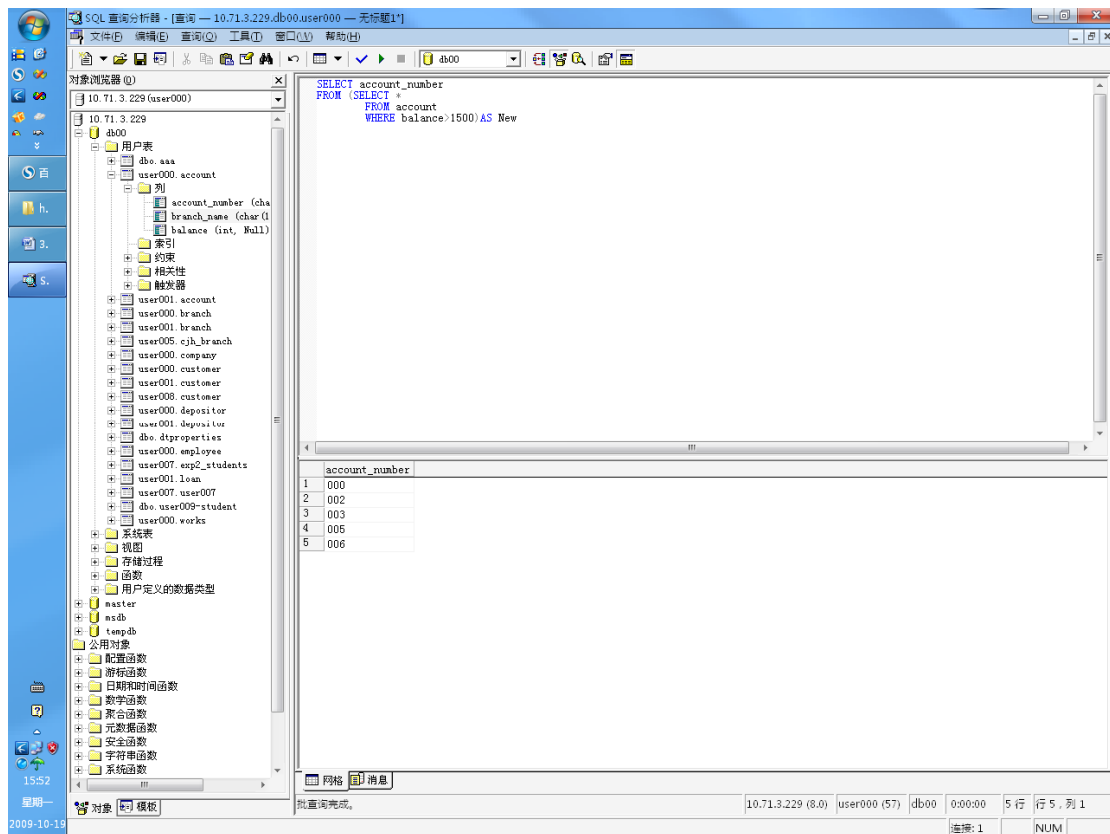 SQL 查询分析器 - [查询 — 10.71.3.229.db00.user000 — 无标题1*]
文件(F) 编辑(E) 查询(Q) 工具(T) 窗口(W) 帮助(H)
db00
对象浏览器(O)
10.71.3.229(user000)
10.71.3.229
db00
用户表
dbo.aaa
user000.account
列
account_number (cha
branch_name (char(1
balance (int, Null)
索引
约束
相关性
触发器
user001.account
user000.branch
user001.branch
user005.cjh_branch
user000.company
user000.customer
user001.customer
user008.customer
user000.depositor
user001.depositor
dbo.dtproperties
user000.employee
user007.exp2_students
user001.loan
user007.user007
dbo.user009-student
user000.works
系统表
视图
存储过程
函数
用户定义的数据类型
master
msdb
tempdb
公用对象
配置函数
游标函数
日期和时间函数
数学函数
聚合函数
元数据函数
安全函数
字符串函数
系统函数
对象 模板
SELECT account_number
FROM (SELECT *
FROM account
WHERE balance>1500)AS New
account_number
1 000
2 002
3 003
4 005
5 006
网格 消息
批查询完成。 10.71.3.229 (8.0) user000 (57) db00 0:00:00 5 行 行 5, 列 1
连接: 1 NUM
百
h.
3.
S.
15:52
星期一
2009-10-19